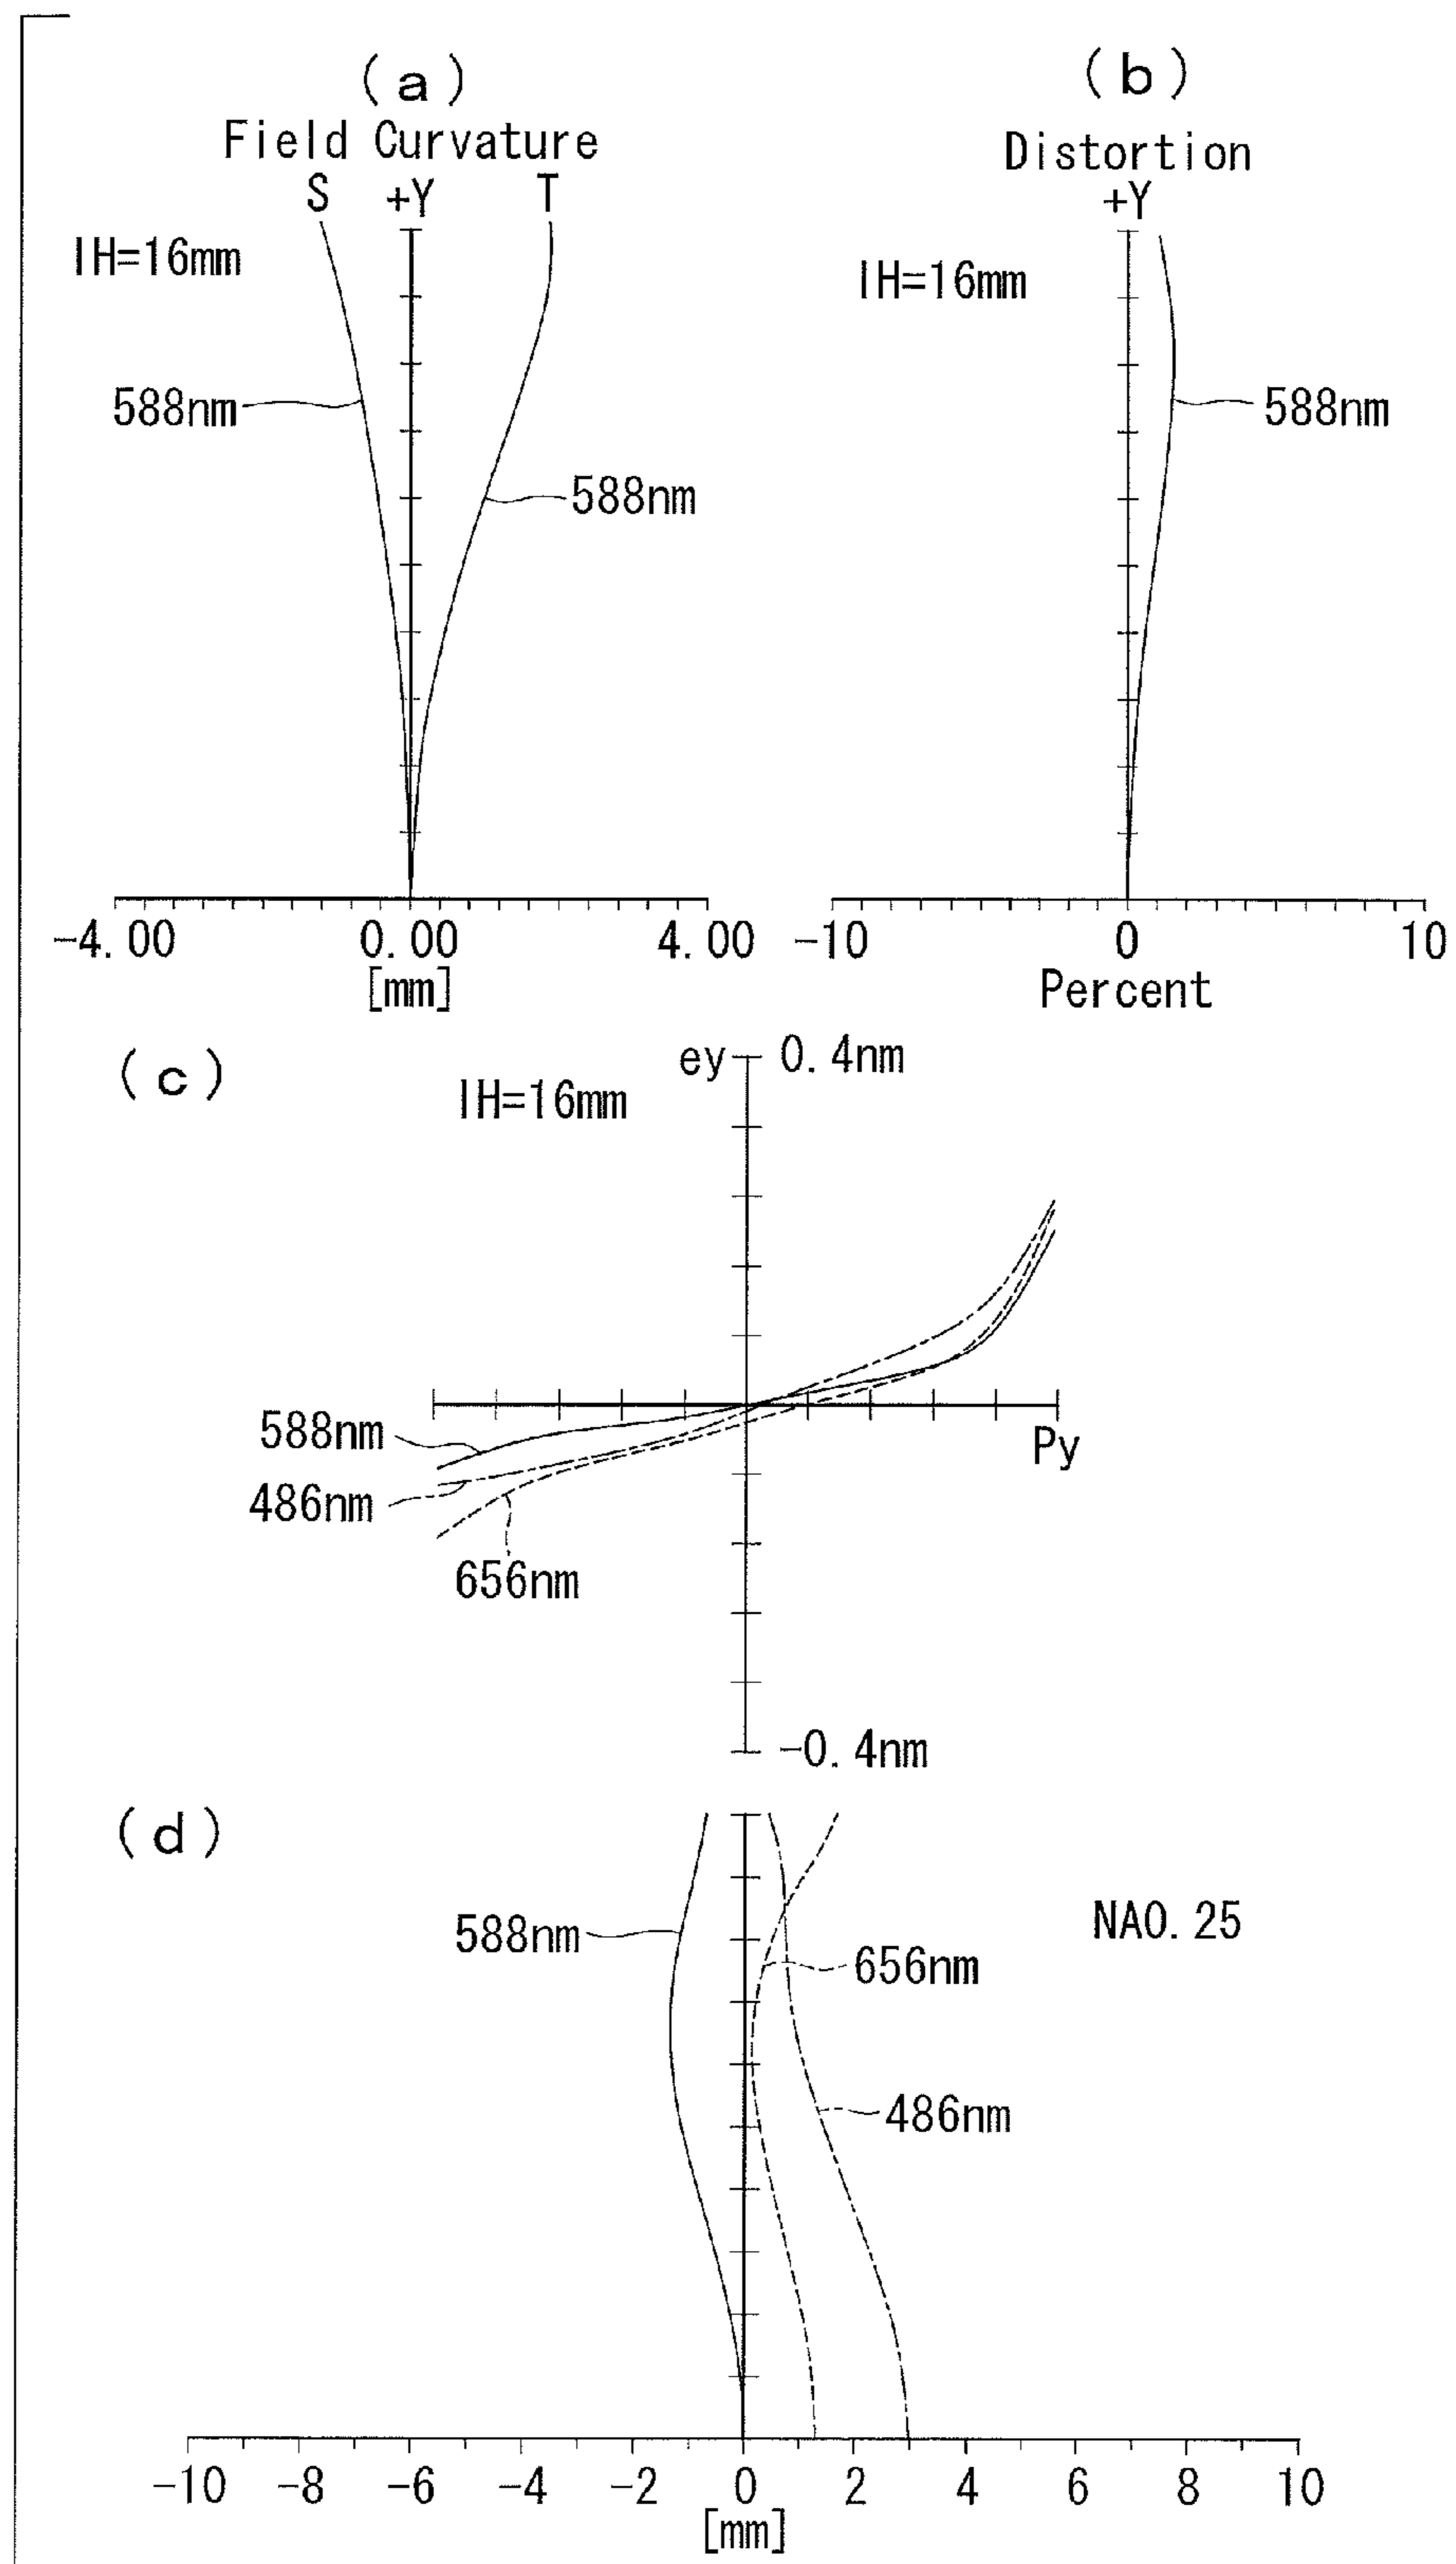 (a)
Field Curvature
S +Y T
IH=16mm
588nm
588nm
-4.00 0.00 4.00
[mm]
(b)
Distortion
+Y
IH=16mm
588nm
-10 0 10
Percent
(c)
ey 0.4nm
IH=16mm
588nm
Py
486nm
656nm
-0.4nm
(d)
588nm
NA0.25
656nm
486nm
-10 -8 -6 -4 -2 0 2 4 6 8 10
[mm]